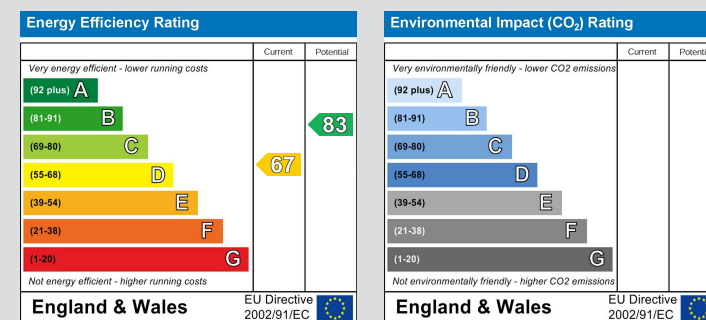 Energy Efficiency Rating
Current Potential
Very energy efficient - lower running costs
(92 plus) A
(81-91) B
(69-80) C
(55-68) D
(39-54) E
(21-38) F
(1-20) G
83
67
Not energy efficient - higher running costs
England & Wales
EU Directive
2002/91/EC
Environmental Impact (CO₂) Rating
Current Potenti
Very environmentally friendly - lower CO2 emissions
(92 plus) A
(81-91) B
(69-80) C
(55-68) D
(39-54) E
(21-38) F
(1-20) G
Not environmentally friendly - higher CO2 emissions
England & Wales
EU Directive
2002/91/EC